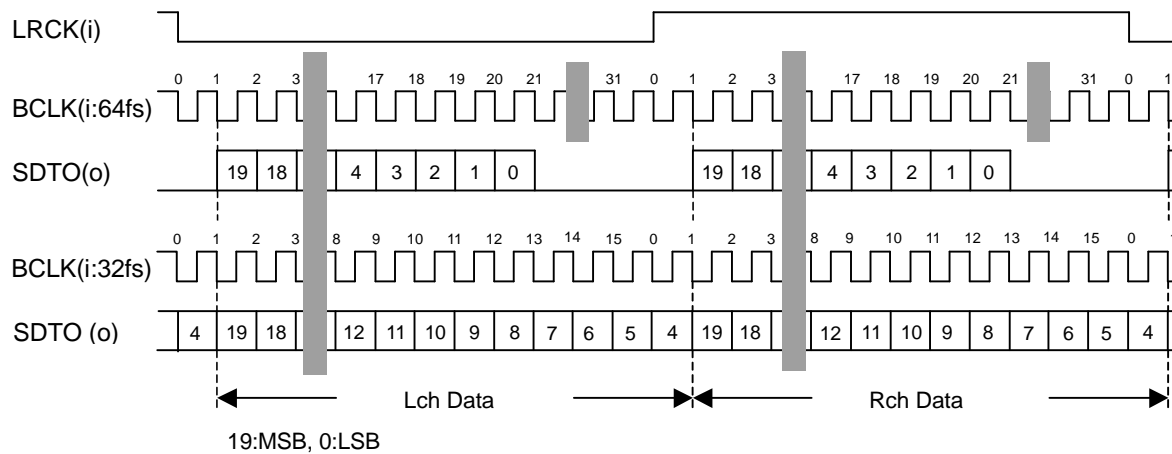 LRCK(i)
0 1 2 3 17 18 19 20 21 31 0 1 2 3 17 18 19 20 21 31 0 1
BCLK(i:64fs)
SDTO(o) 19 18 4 3 2 1 0 19 18 4 3 2 1 0
0 1 2 3 8 9 10 11 12 13 14 15 0 1 2 3 8 9 10 11 12 13 14 15 0 1
BCLK(i:32fs)
SDTO (o) 4 19 18 12 11 10 9 8 7 6 5 4 19 18 12 11 10 9 8 7 6 5 4
Lch Data Rch Data
19:MSB, 0:LSB